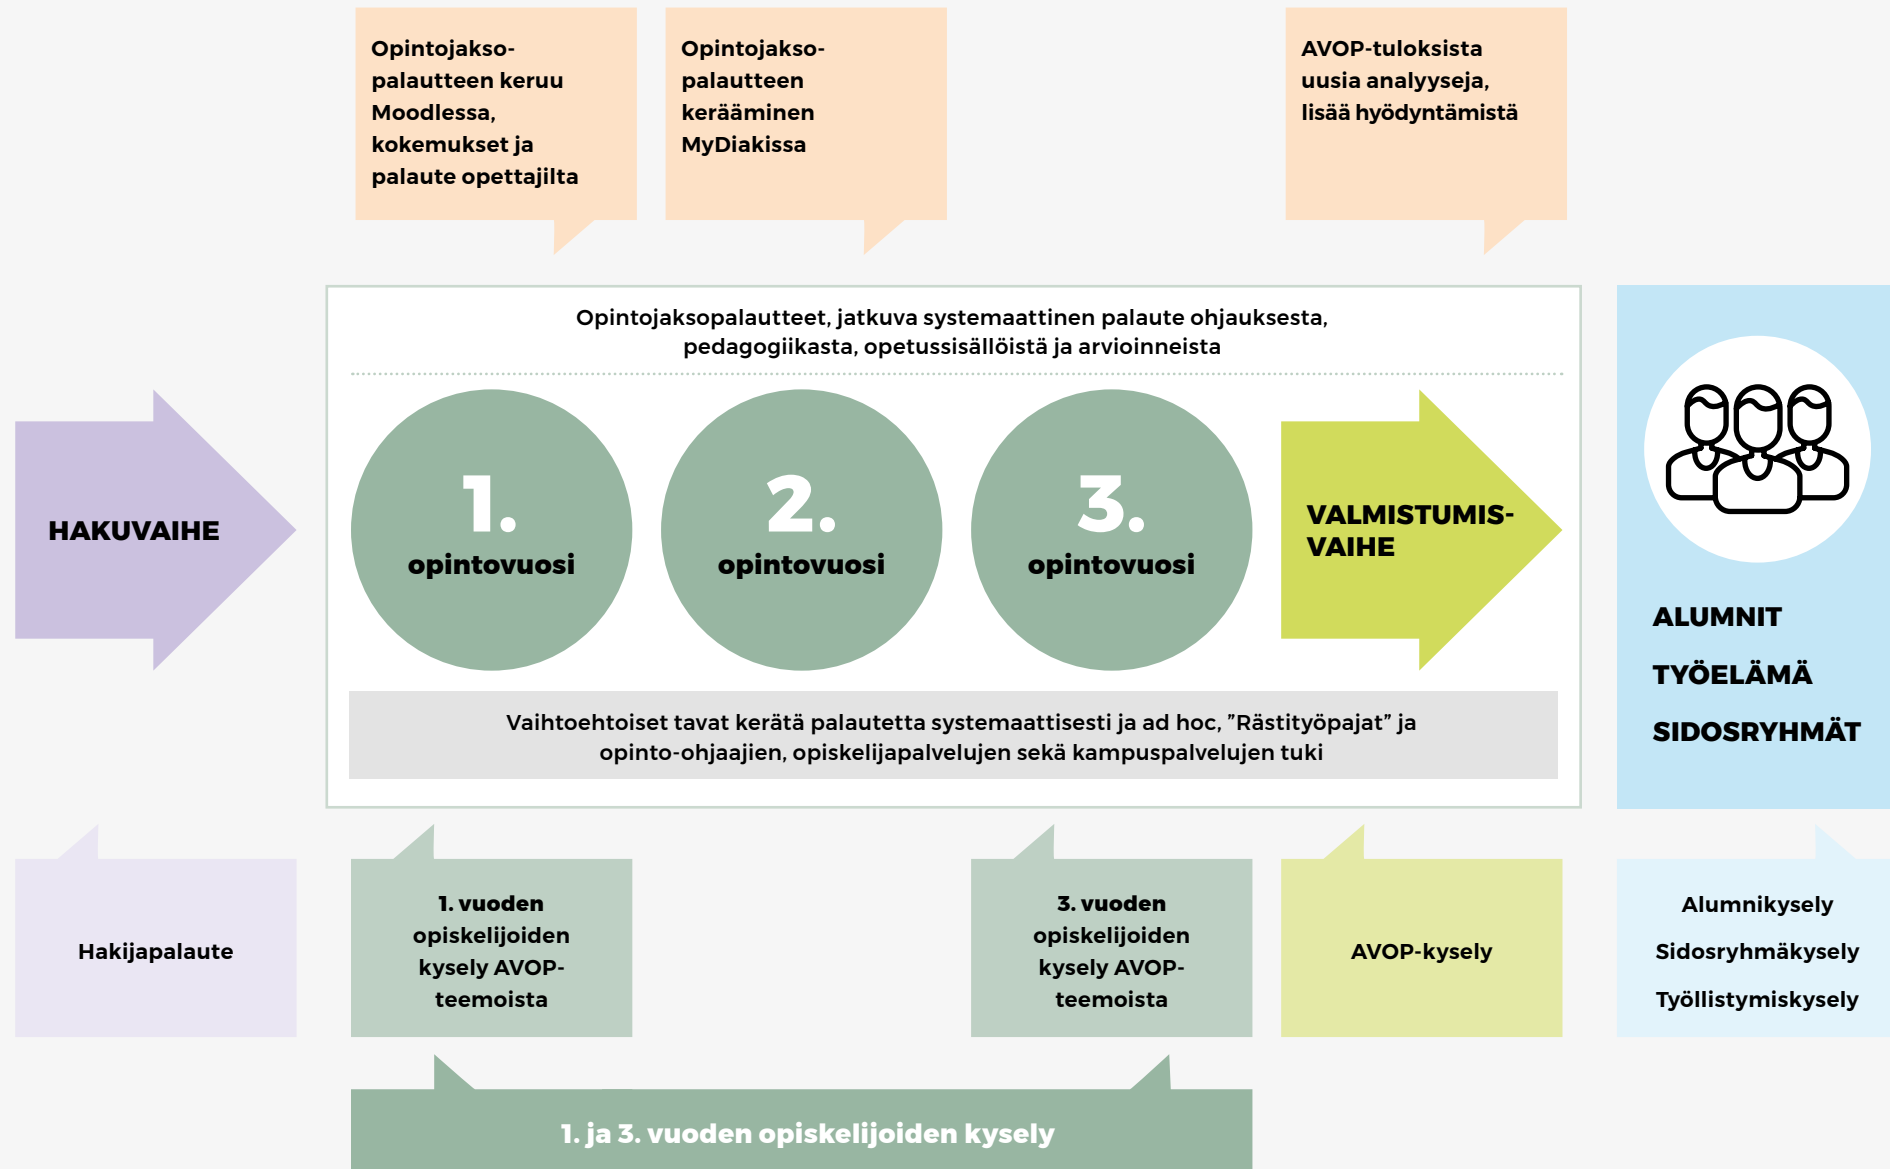 Opintojakso-
palautteen keruu
Moodlessa,
kokemukset ja
palaute opettajilta
Opintojakso-
palautteen
kerääminen
MyDiakissa
AVOP-tuloksista
uusia analyyseja,
lisää hyödyntämistä
Opintojaksopalautteet, jatkuva systemaattinen palaute ohjauksesta,
pedagogiikasta, opetussisällöistä ja arvioinneista
HAKUVAIHE
1.
opintovuosi
2.
opintovuosi
3.
opintovuosi
VALMISTUMIS-
VAIHE
ALUMNIT
TYÖELÄMÄ
SIDOSRYHMÄT
Vaihtoehtoiset tavat kerätä palautetta systemaattisesti ja ad hoc, ”Rästityöpajat” ja
opinto-ohjaajien, opiskelijapalvelujen sekä kampuspalvelujen tuki
Hakijapalaute
1. vuoden
opiskelijoiden
kysely AVOP-
teemoista
3. vuoden
opiskelijoiden
kysely AVOP-
teemoista
AVOP-kysely
Alumnikysely
Sidosryhmäkysely
Työllistymiskysely
1. ja 3. vuoden opiskelijoiden kysely